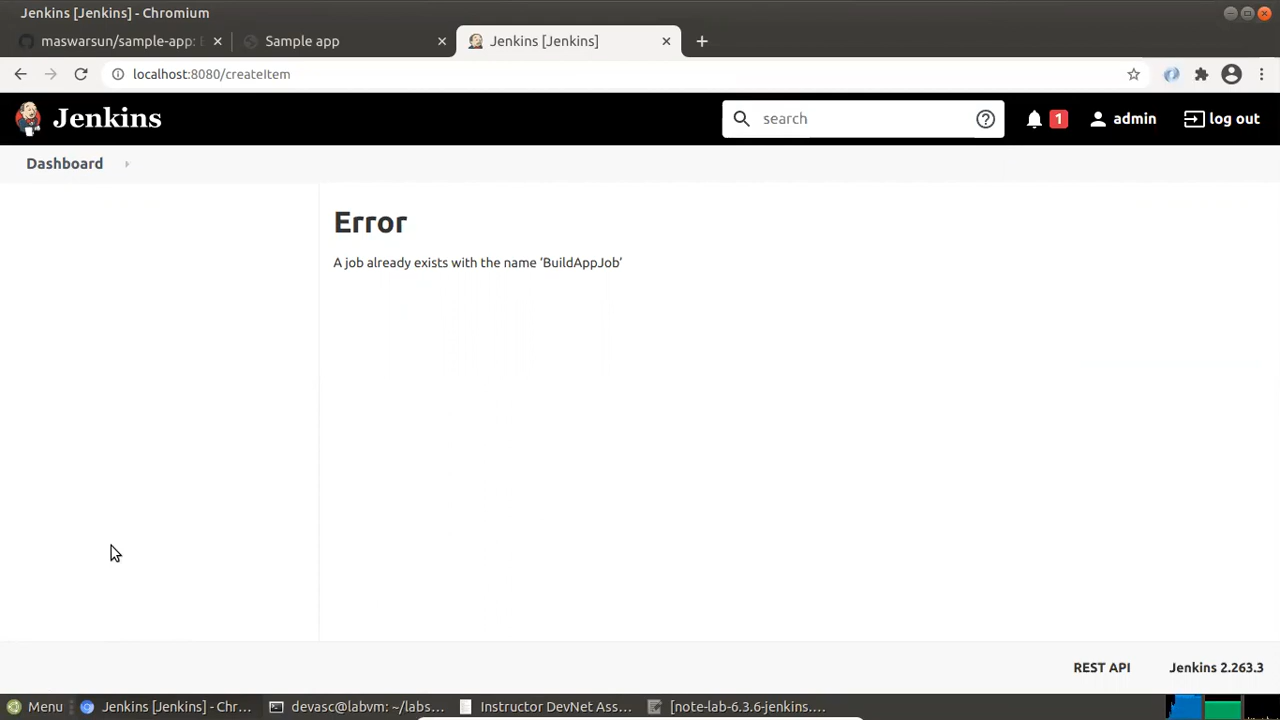 Jenkins [Jenkins] - Chromium
maswarsun/sample-app:
Sample app
Jenkins [Jenkins]
localhost:8080/createItem
Jenkins
search
1
admin
log out
Dashboard
Error
A job already exists with the name ‘BuildAppJob’
REST API
Jenkins 2.263.3
Menu
Jenkins [Jenkins] - Chr...
devasc@labvm: ~/labs...
Instructor DevNet Ass...
[note-lab-6.3.6-jenkins....